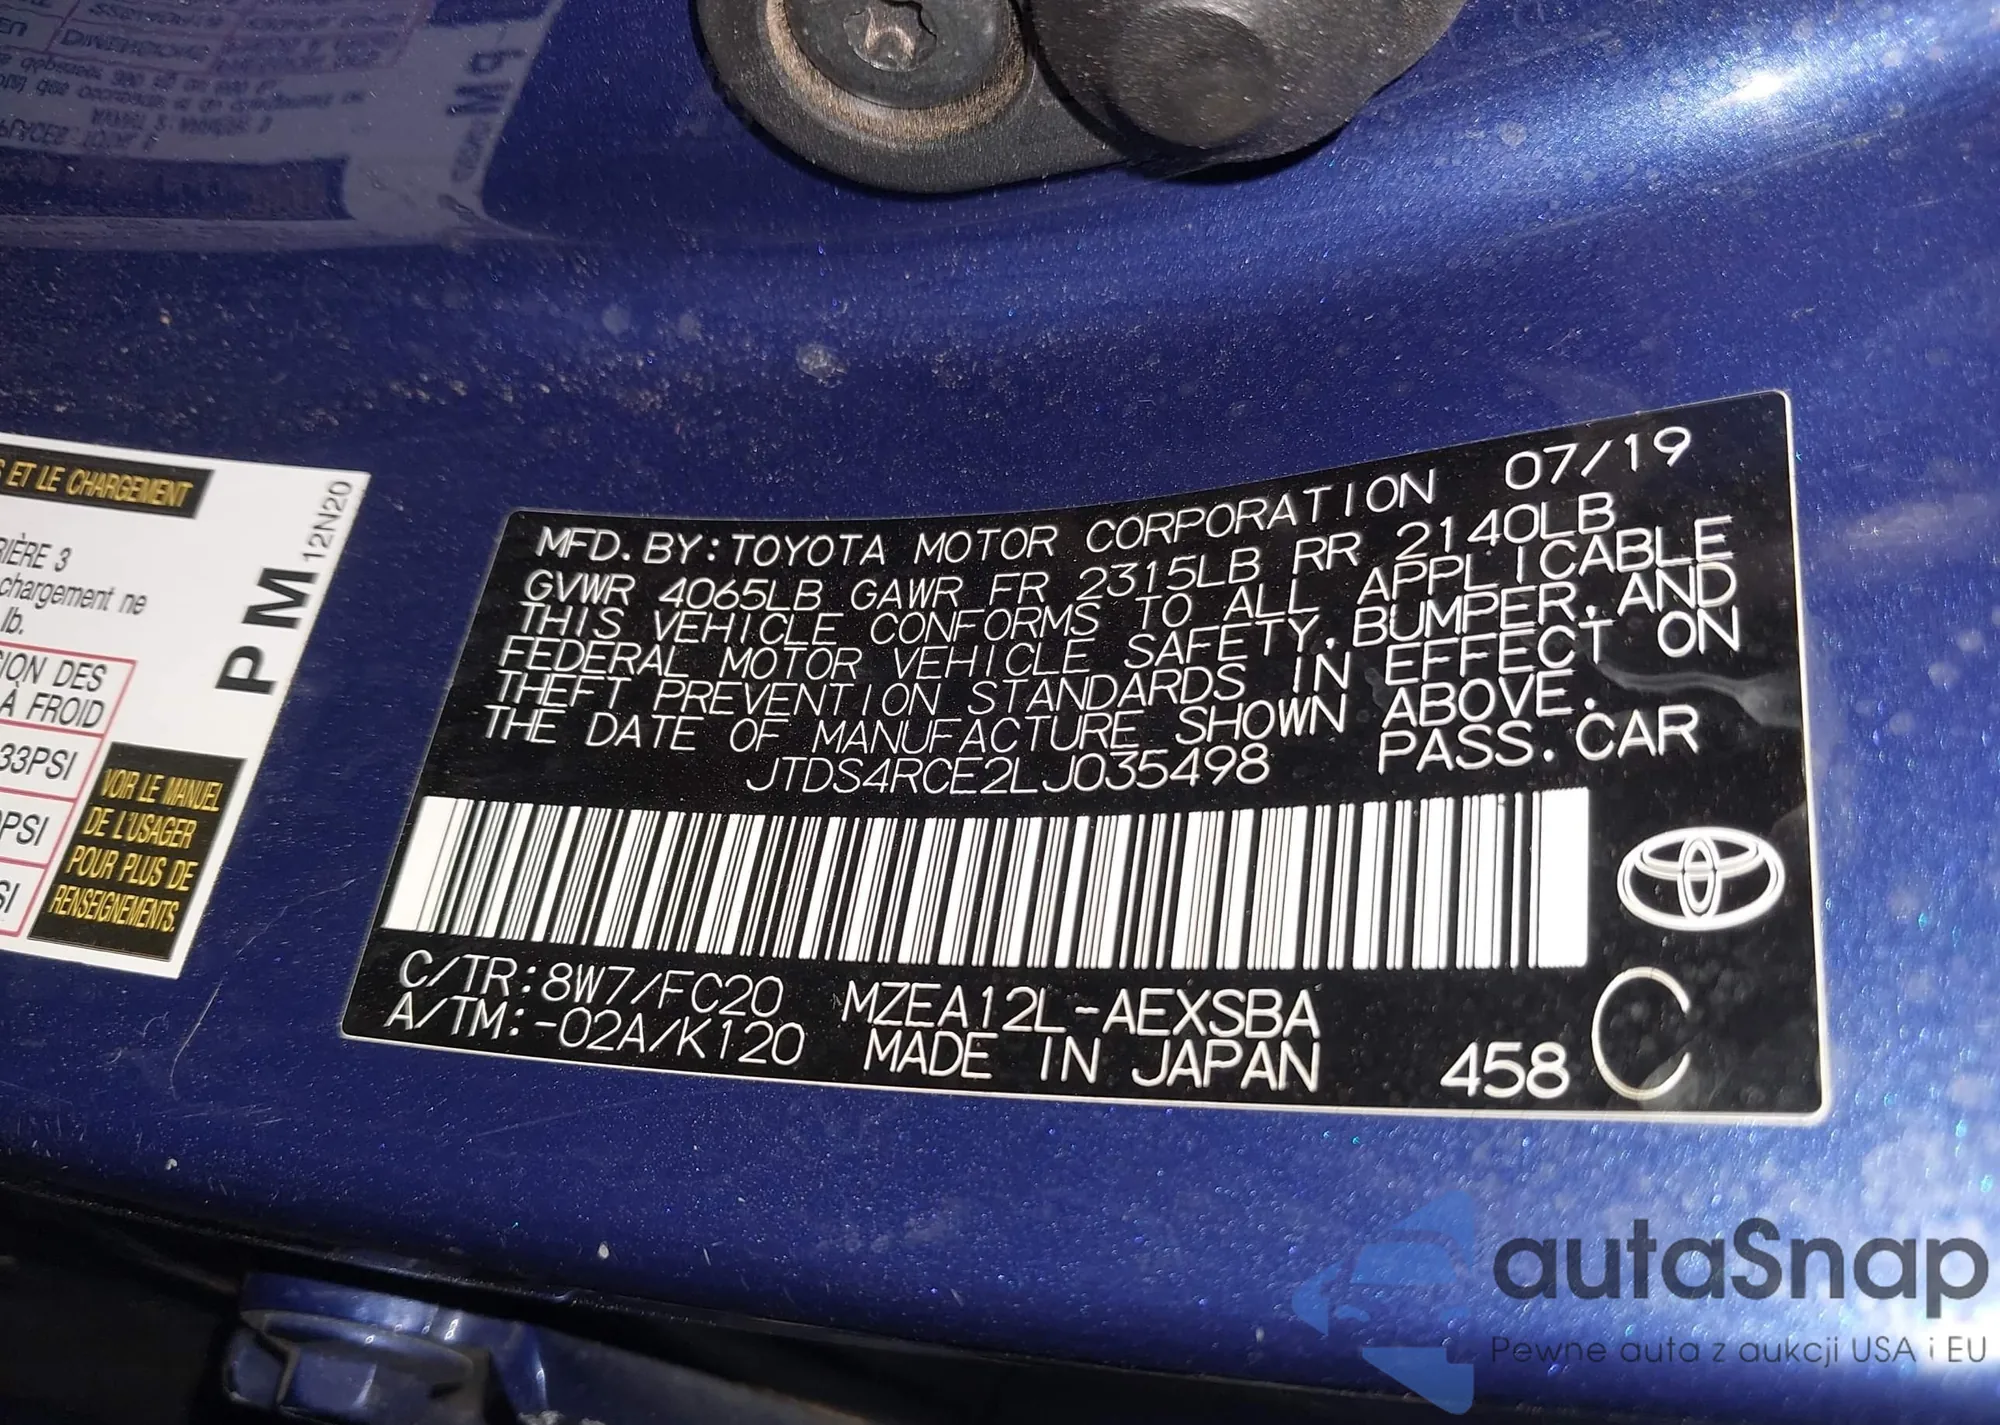 MFD. BY: TOYOTA MOTOR CORPORATION 07/19
GVWR 4065LB GAWR FR 2315LB RR 2140LB
THIS VEHICLE CONFORMS TO ALL APPLICABLE
FEDERAL MOTOR VEHICLE SAFETY, BUMPER, AND
THEFT PREVENTION STANDARDS IN EFFECT ON
THE DATE OF MANUFACTURE SHOWN ABOVE.
JTDS4RCE2LJ035498 PASS. CAR
C/TR: 8W7/FC20 MZEA12L-AEXSBA
A/TM: -02A/K120 MADE IN JAPAN 458 C
ET LE CHARGEMENT
3
chargement ne
lb.
DES
À FROID
33PSI
PSI
VOIR LE MANUEL
DE L'USAGER
POUR PLUS DE
RENSEIGNEMENTS.
PM 12N20
autaSnap
Pewne auta z aukcji USA i EU